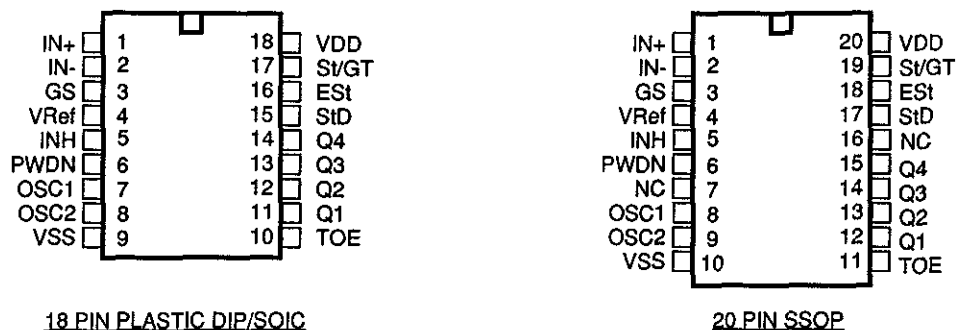 IN+ 1 18 VDD
IN- 2 17 St/GT
GS 3 16 ESt
VRef 4 15 StD
INH 5 14 Q4
PWDN 6 13 Q3
OSC1 7 12 Q2
OSC2 8 11 Q1
VSS 9 10 TOE
18 PIN PLASTIC DIP/SOIC
IN+ 1 20 VDD
IN- 2 19 St/GT
GS 3 18 ESt
VRef 4 17 StD
INH 5 16 NC
PWDN 6 15 Q4
NC 7 14 Q3
OSC1 8 13 Q2
OSC2 9 12 Q1
VSS 10 11 TOE
20 PIN SSOP